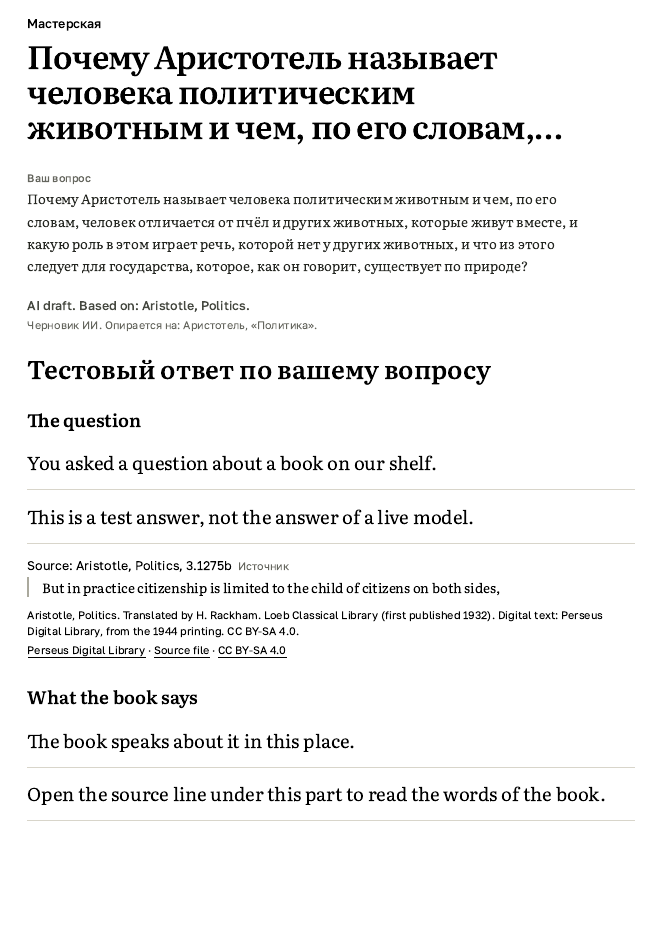 Мастерская
Почему Аристотель называет
человека политическим
животным и чем, по его словам,…
Ваш вопрос
Почему Аристотель называет человека политическим животным и чем, по его
словам, человек отличается от пчёл и других животных, которые живут вместе, и
какую роль в этом играет речь, которой нет у других животных, и что из этого
следует для государства, которое, как он говорит, существует по природе?
AI draft. Based on: Aristotle, Politics.
Черновик ИИ. Опирается на: Аристотель, «Политика».
Тестовый ответ по вашему вопросу
The question
You asked a question about a book on our shelf.
This is a test answer, not the answer of a live model.
Source: Aristotle, Politics, 3.1275b Источник
But in practice citizenship is limited to the child of citizens on both sides,
Aristotle, Politics. Translated by H. Rackham. Loeb Classical Library (first published 1932). Digital text: Perseus
Digital Library, from the 1944 printing. CC BY-SA 4.0.
Perseus Digital Library · Source file · CC BY-SA 4.0
What the book says
The book speaks about it in this place.
Open the source line under this part to read the words of the book.